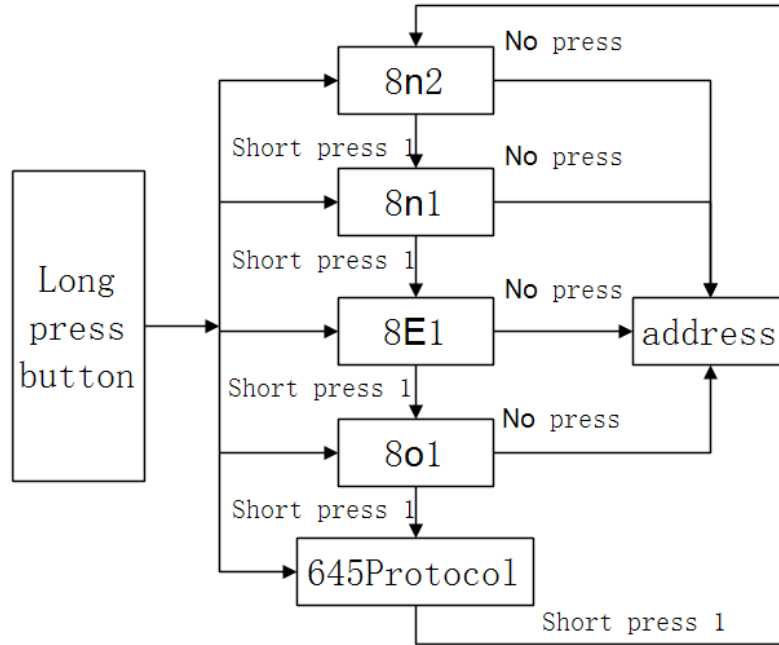 No press
8n2
Short press 1
No press
8n1
Long
press
button
Short press 1
No press
8E1
address
Short press 1
No press
8o1
Short press 1
645Protocol
Short press 1